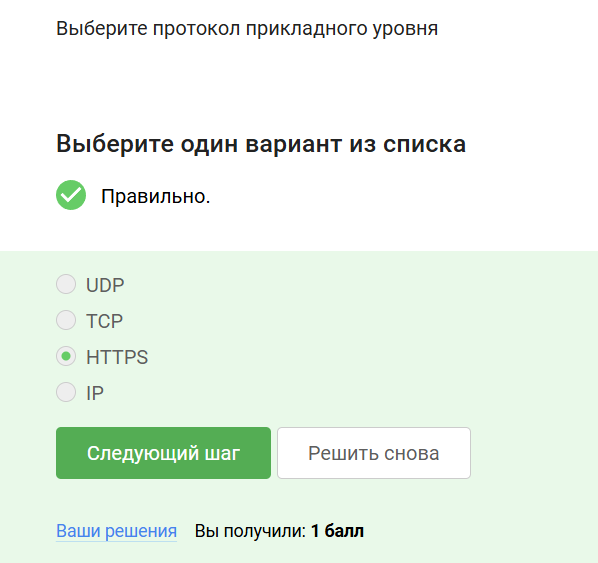 Выберите протокол прикладного уровня
Выберите один вариант из списка
Правильно.
UDP
TCP
HTTPS
IP
Следующий шаг Решить снова
Ваши решения Вы получили: 1 балл